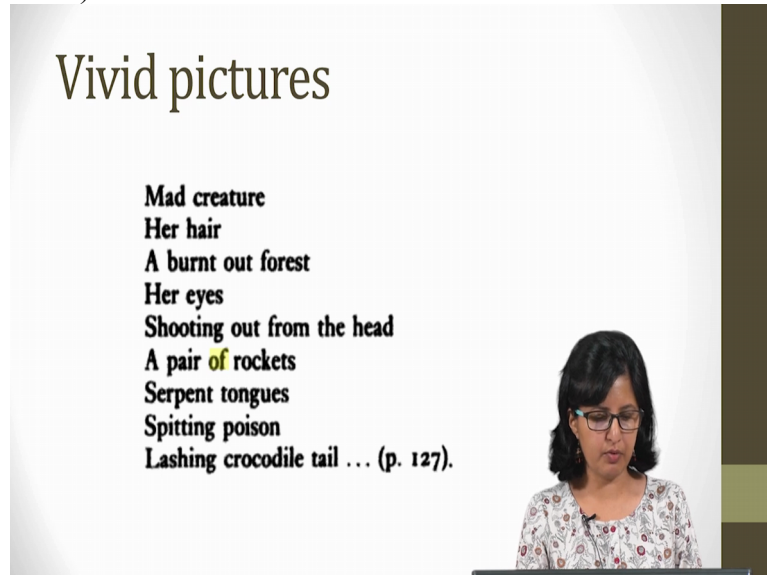 Vivid pictures
Mad creature
Her hair
A burnt out forest
Her eyes
Shooting out from the head
A pair of rockets
Serpent tongues
Spitting poison
Lashing crocodile tail ... (p. 127).